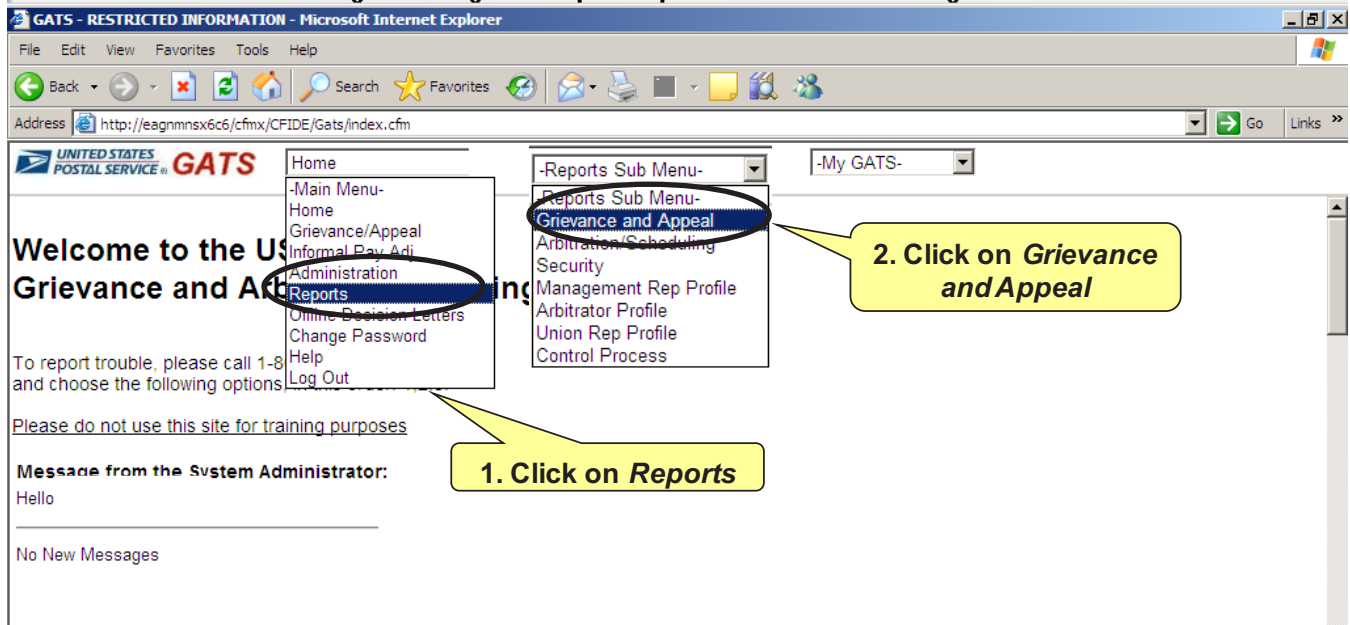 GATS - RESTRICTED INFORMATION - Microsoft Internet Explorer
File Edit View Favorites Tools Help
Back Search Favorites
Address http://eagnmnsx6c6/cfmx/CFIDE/Gats/index.cfm Go Links »
UNITED STATES POSTAL SERVICE ® GATS Home -Reports Sub Menu- -My GATS-
-Main Menu-
Home
Grievance/Appeal
Informal Pay Adj
Administration
Reports
Offline Decision Letters
Change Password
Help
Log Out
-Reports Sub Menu-
Grievance and Appeal
Arbitration/Scheduling
Security
Management Rep Profile
Arbitrator Profile
Union Rep Profile
Control Process
2. Click on Grievance
and Appeal
Welcome to the
Grievance and
To report trouble, please call
and choose the following options,
Please do not use this site for training purposes
1. Click on Reports
Message from the System Administrator:
Hello
No New Messages